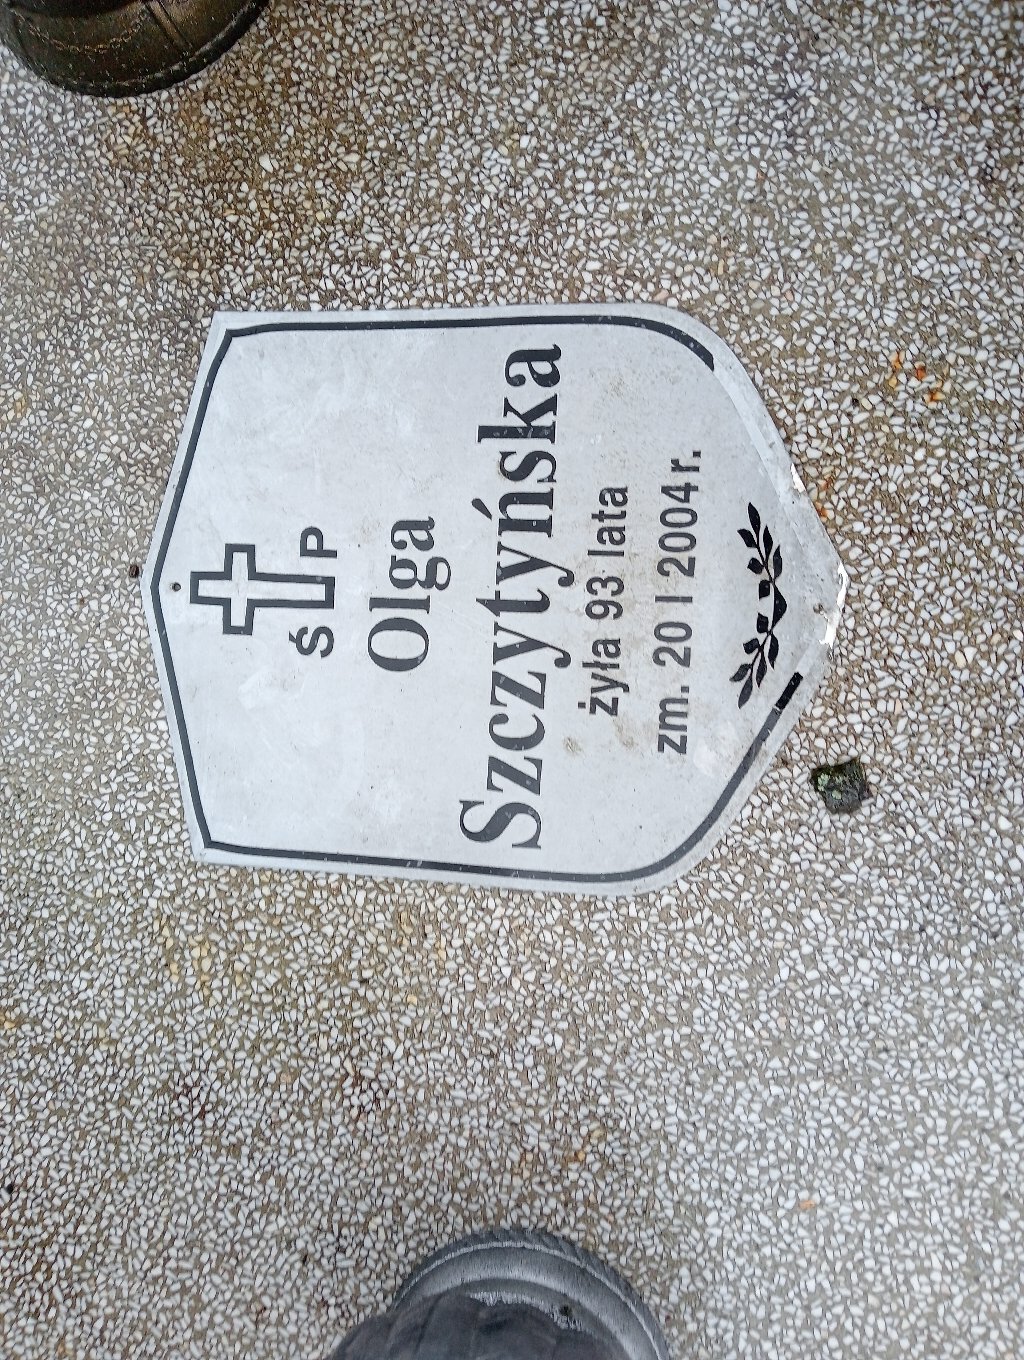 Ś P
Olga
Szczytyńska
żyła 93 lata
zm. 20 I 2004 r.